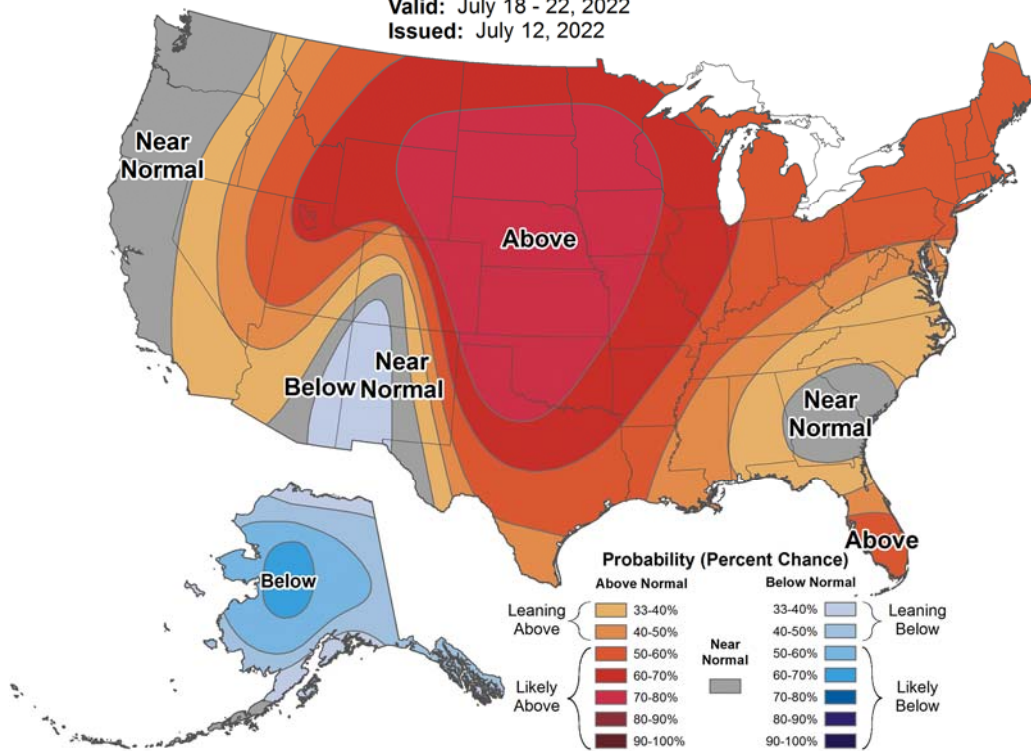 Valid: July 18 - 22, 2022
Issued: July 12, 2022
Near
Normal
Above
Below
Near
Normal
Near
Normal
Above
Below
Probability (Percent Chance)
Above Normal
Below Normal
Leaning
Above
33-40%
40-50%
Likely
Above
50-60%
60-70%
70-80%
80-90%
90-100%
Near
Normal
33-40%
40-50%
Leaning
Below
50-60%
60-70%
70-80%
80-90%
90-100%
Likely
Below